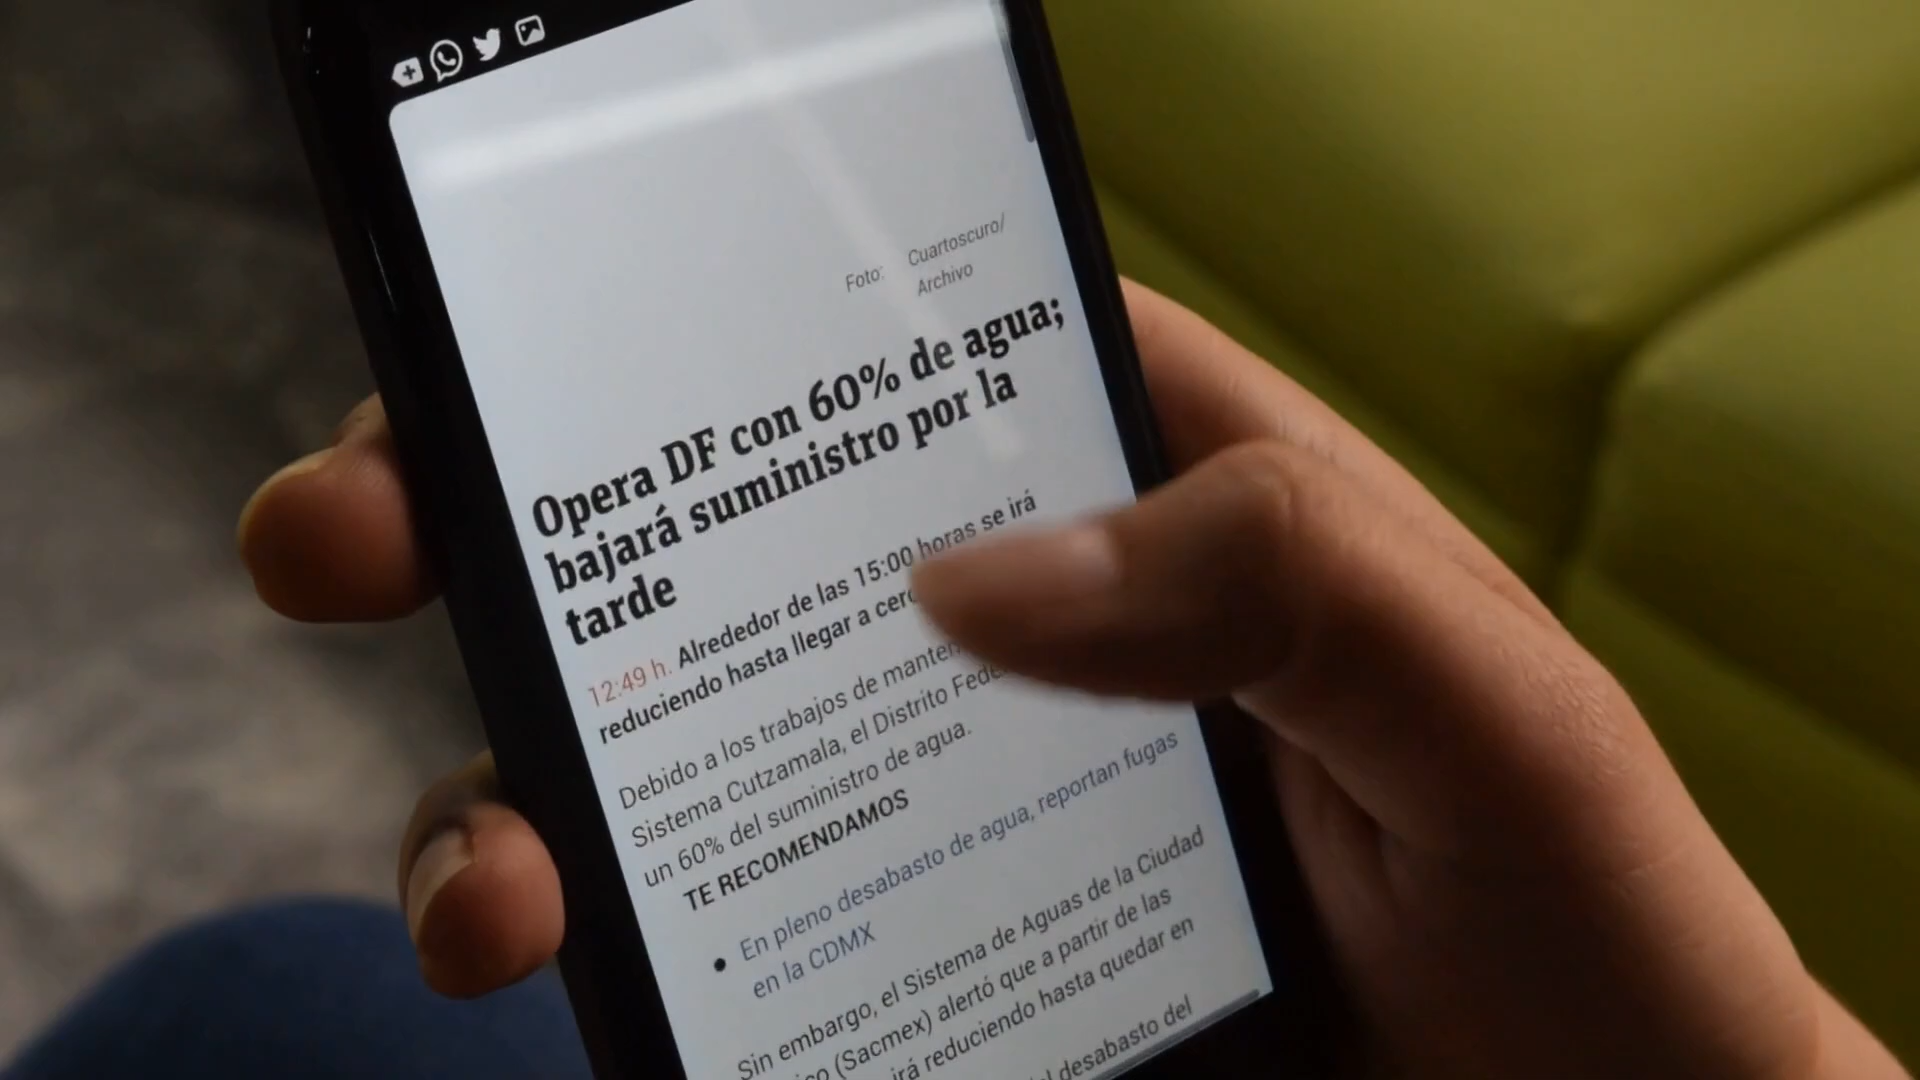 Foto: Cuartoscuro/
Archivo
Opera DF con 60% de agua;
bajará suministro por la
tarde
12:49 h. Alrededor de las 15:00 horas se irá
reduciendo hasta llegar a
Debido a los trabajos de
Sistema Cutzamala, el Distrito
un 60% del suministro de agua.
TE RECOMENDAMOS
• En pleno desabasto de agua, reportan fugas
en la CDMX
Sin embargo, el Sistema de Aguas de la Ciudad
(Sacmex) alertó que a partir de las
irá reduciendo hasta quedar en
desabasto del